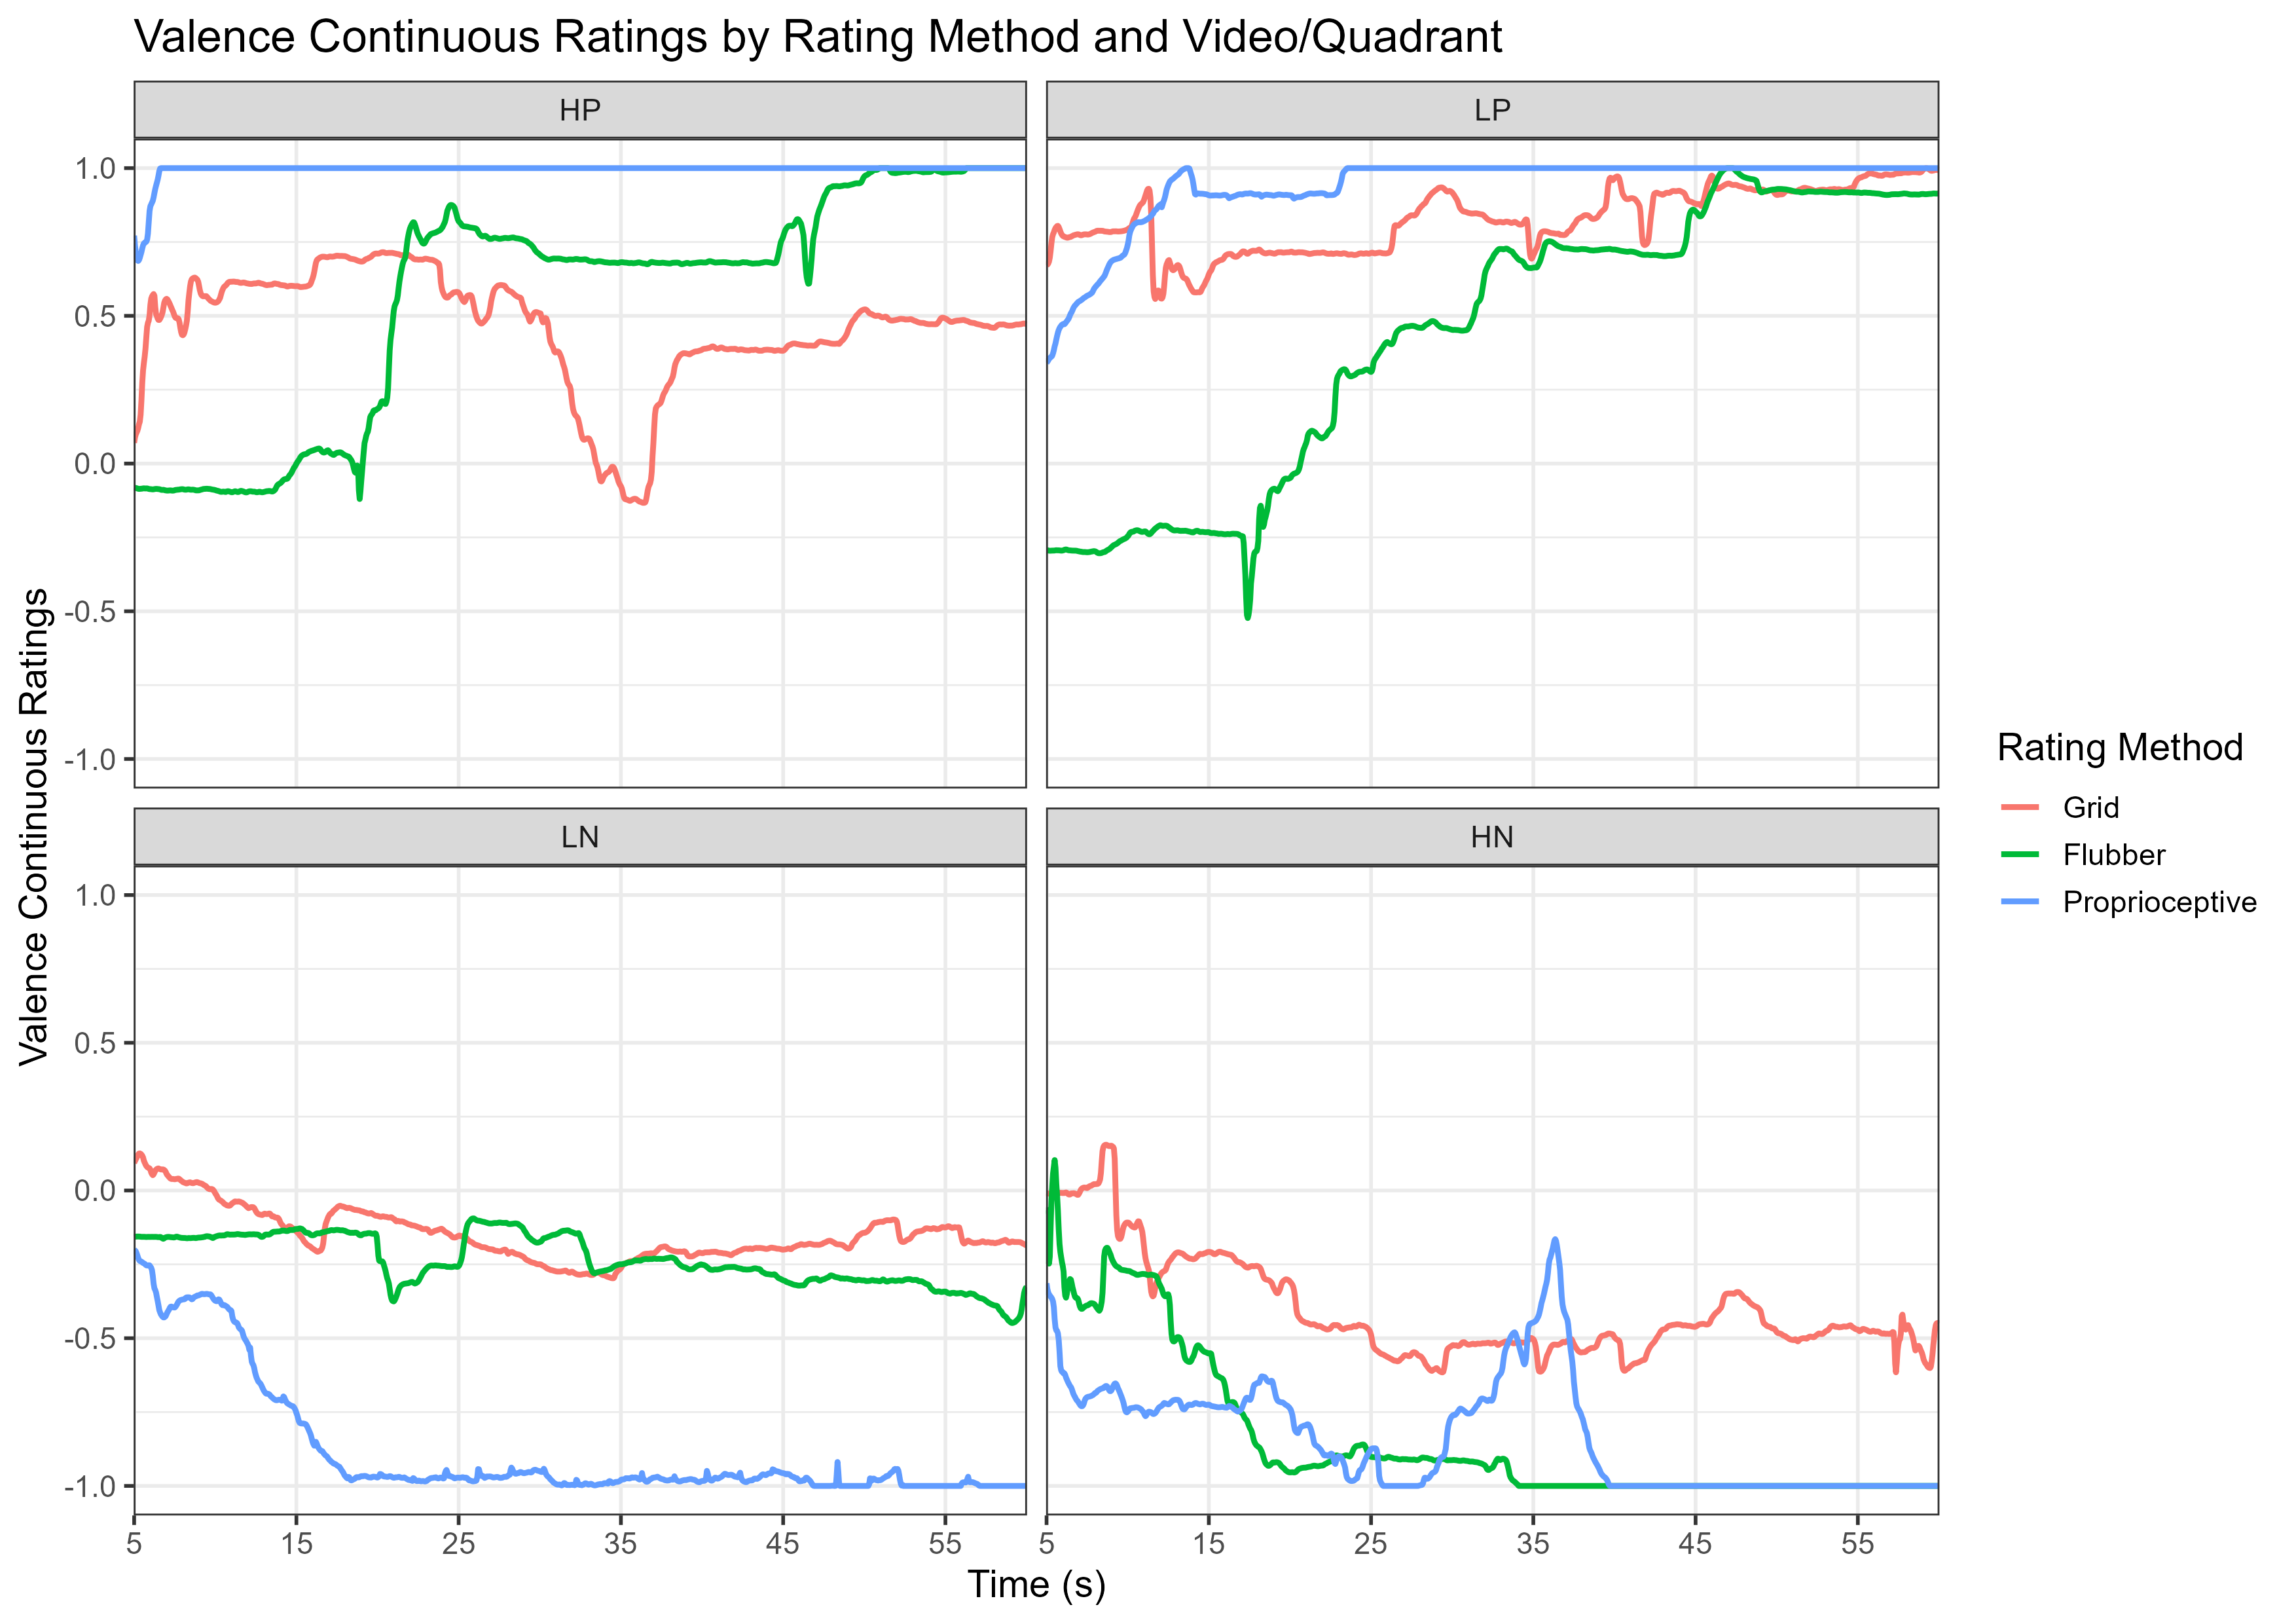 Valence Continuous Ratings by Rating Method and Video/Quadrant
HP
LP
1.0
0.5
0.0
-0.5
-1.0
LN
HN
1.0
0.5
0.0
-0.5
-1.0
5 15 25 35 45 55
5 15 25 35 45 55
Time (s)
Valence Continuous Ratings
Rating Method
Grid
Flubber
Proprioceptive